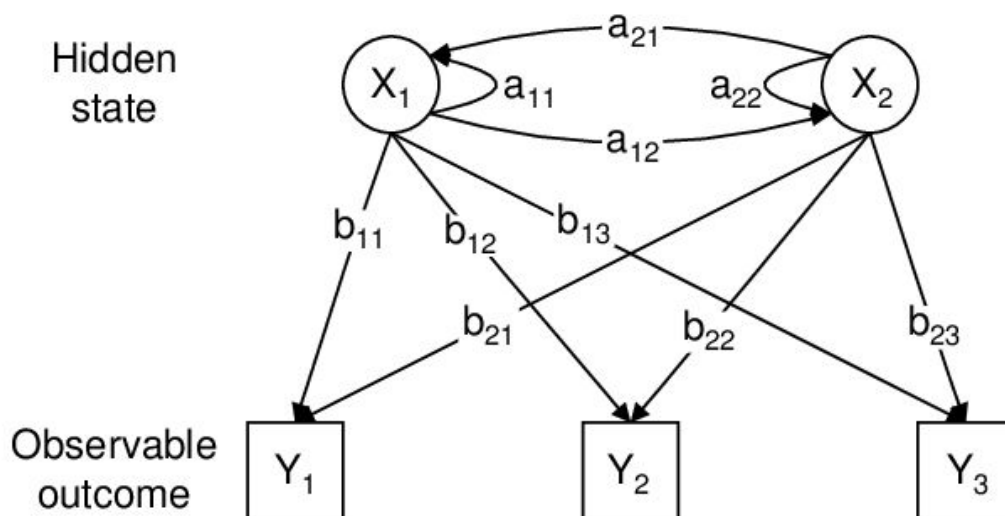 Hidden
state
X₁
X₂
a₂₁
a₁₁
a₂₂
a₁₂
b₁₁
b₁₂
b₁₃
b₂₁
b₂₂
b₂₃
Observable
outcome
Y₁
Y₂
Y₃